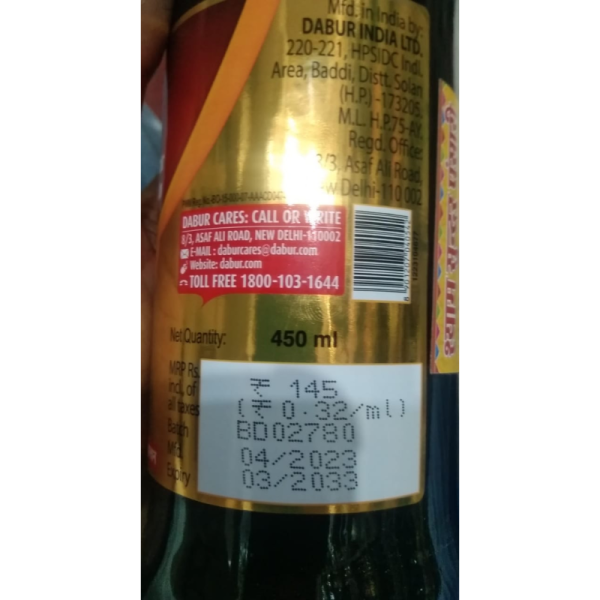 Mfd. in India by:
DABUR INDIA LTD.
220-221, HPSIDC Indl.
Area, Baddi, Distt. Solan
(H.P.) -173205.
M.L. H.P.75-AY.
Regd. Office:
8/3, Asaf Ali Road,
New Delhi-110 002
DABUR CARES: CALL OR WRITE
8/3, ASAF ALI ROAD, NEW DELHI-110002
E-MAIL : daburcares@dabur.com
Website: dabur.com
TOLL FREE 1800-103-1644
Net Quantity: 450 ml
MRP Rs. ₹ 145
incl. of (₹ 0.32/ml)
all taxes
Batch BD02780
Mfd. 04/2023
Expiry 03/2033